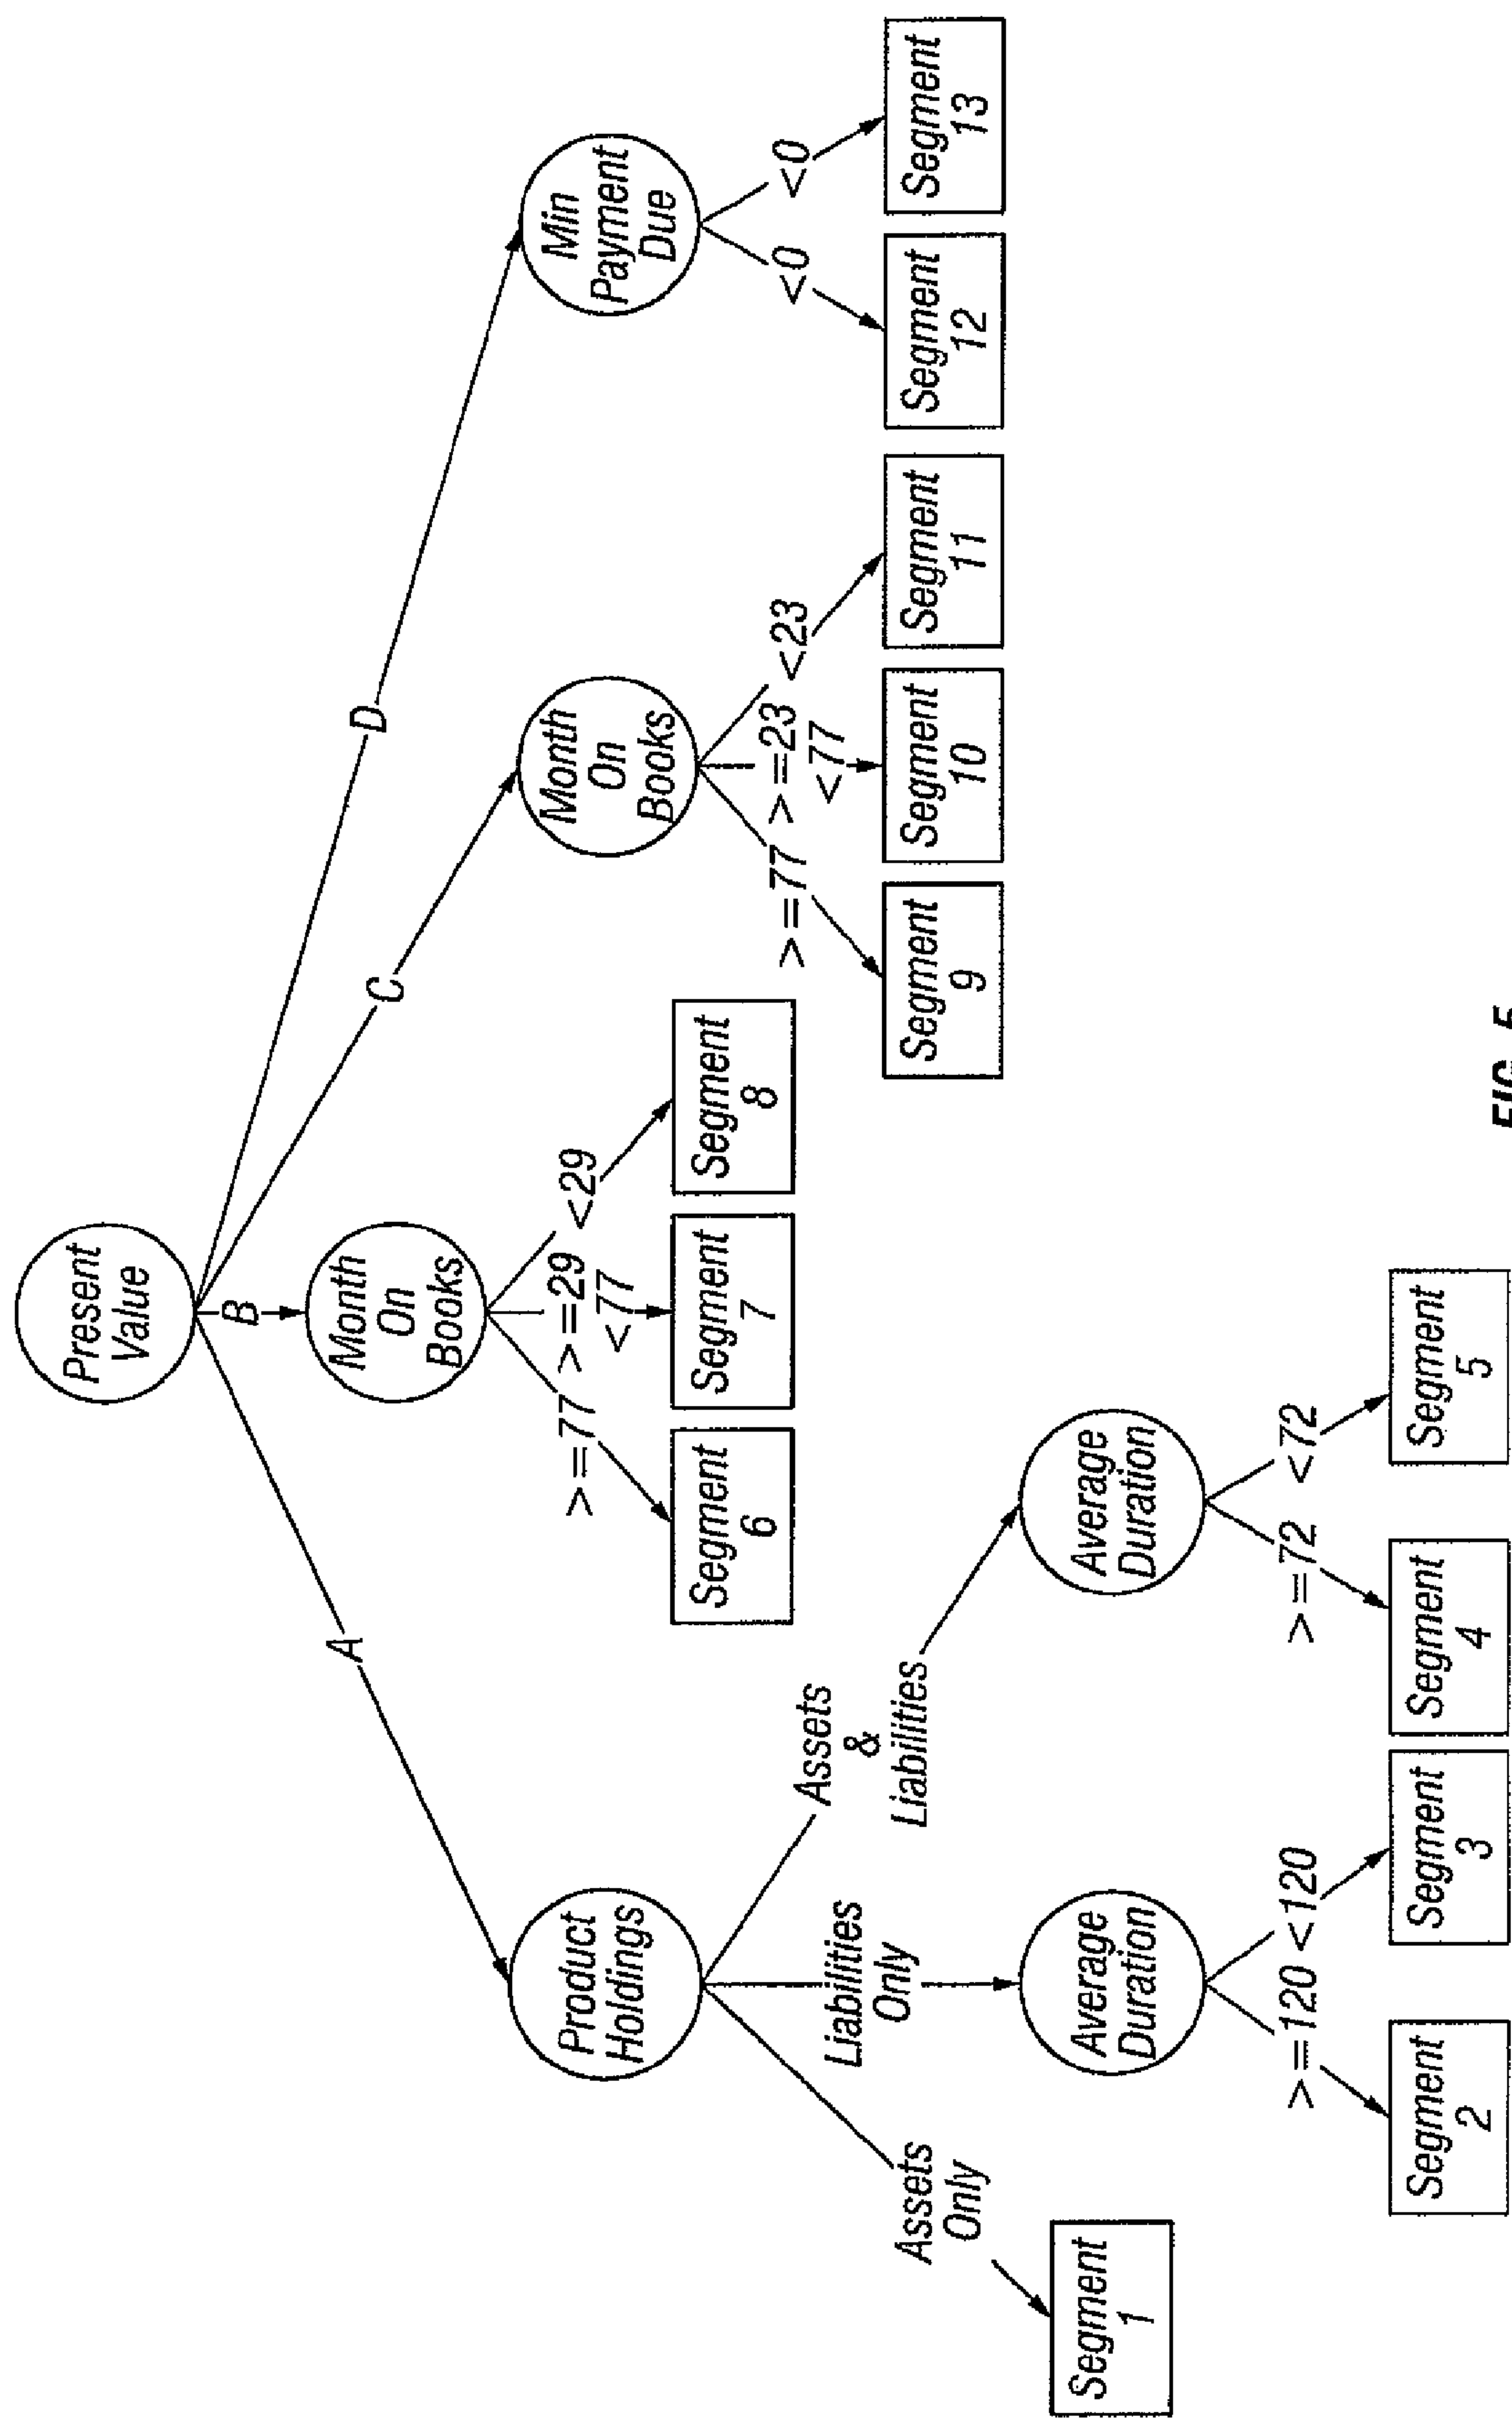 Present
Value
A
B
C
D
Month
On
Books
Product
Holdings
Month
On
Books
Min
Payment
Due
>=77
>=29
<77
<29
Segment
6
Segment
7
Segment
8
>=77
>=23
<77
<23
<0
<0
Segment
9
Segment
10
Segment
11
Segment
12
Segment
13
Assets
Only
Liabilities
Only
Assets
&
Liabilities
Segment
1
Average
Duration
Average
Duration
>=120
<120
>=72
<72
Segment
2
Segment
3
Segment
4
Segment
5